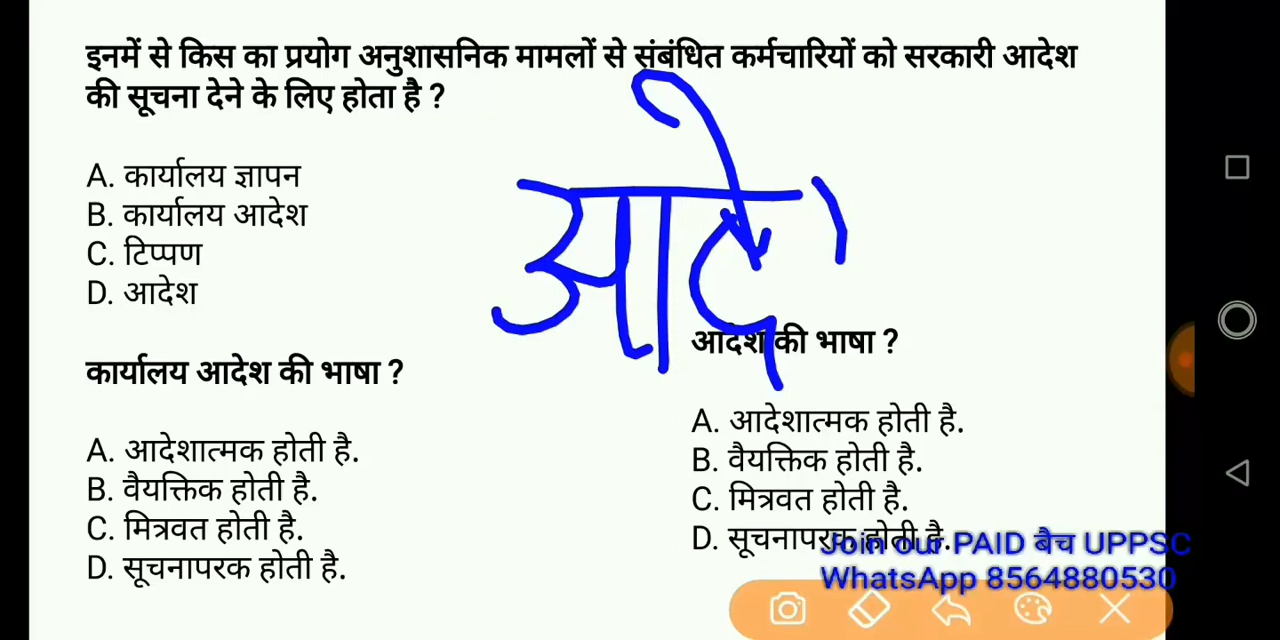 इनमें से किस का प्रयोग अनुशासनिक मामलों से संबंधित कर्मचारियों को सरकारी आदेश
की सूचना देने के लिए होता है ?
A. कार्यालय ज्ञापन
B. कार्यालय आदेश
C. टिप्पण
D. आदेश
आदे
कार्यालय आदेश की भाषा ?
A. आदेशात्मक होती है.
B. वैयक्तिक होती है.
C. मित्रवत होती है.
D. सूचनापरक होती है.
आदेश की भाषा ?
A. आदेशात्मक होती है.
B. वैयक्तिक होती है.
C. मित्रवत होती है.
D. सूचनापरक होती है.
Join our PAID बैच UPPSC
WhatsApp 8564880530